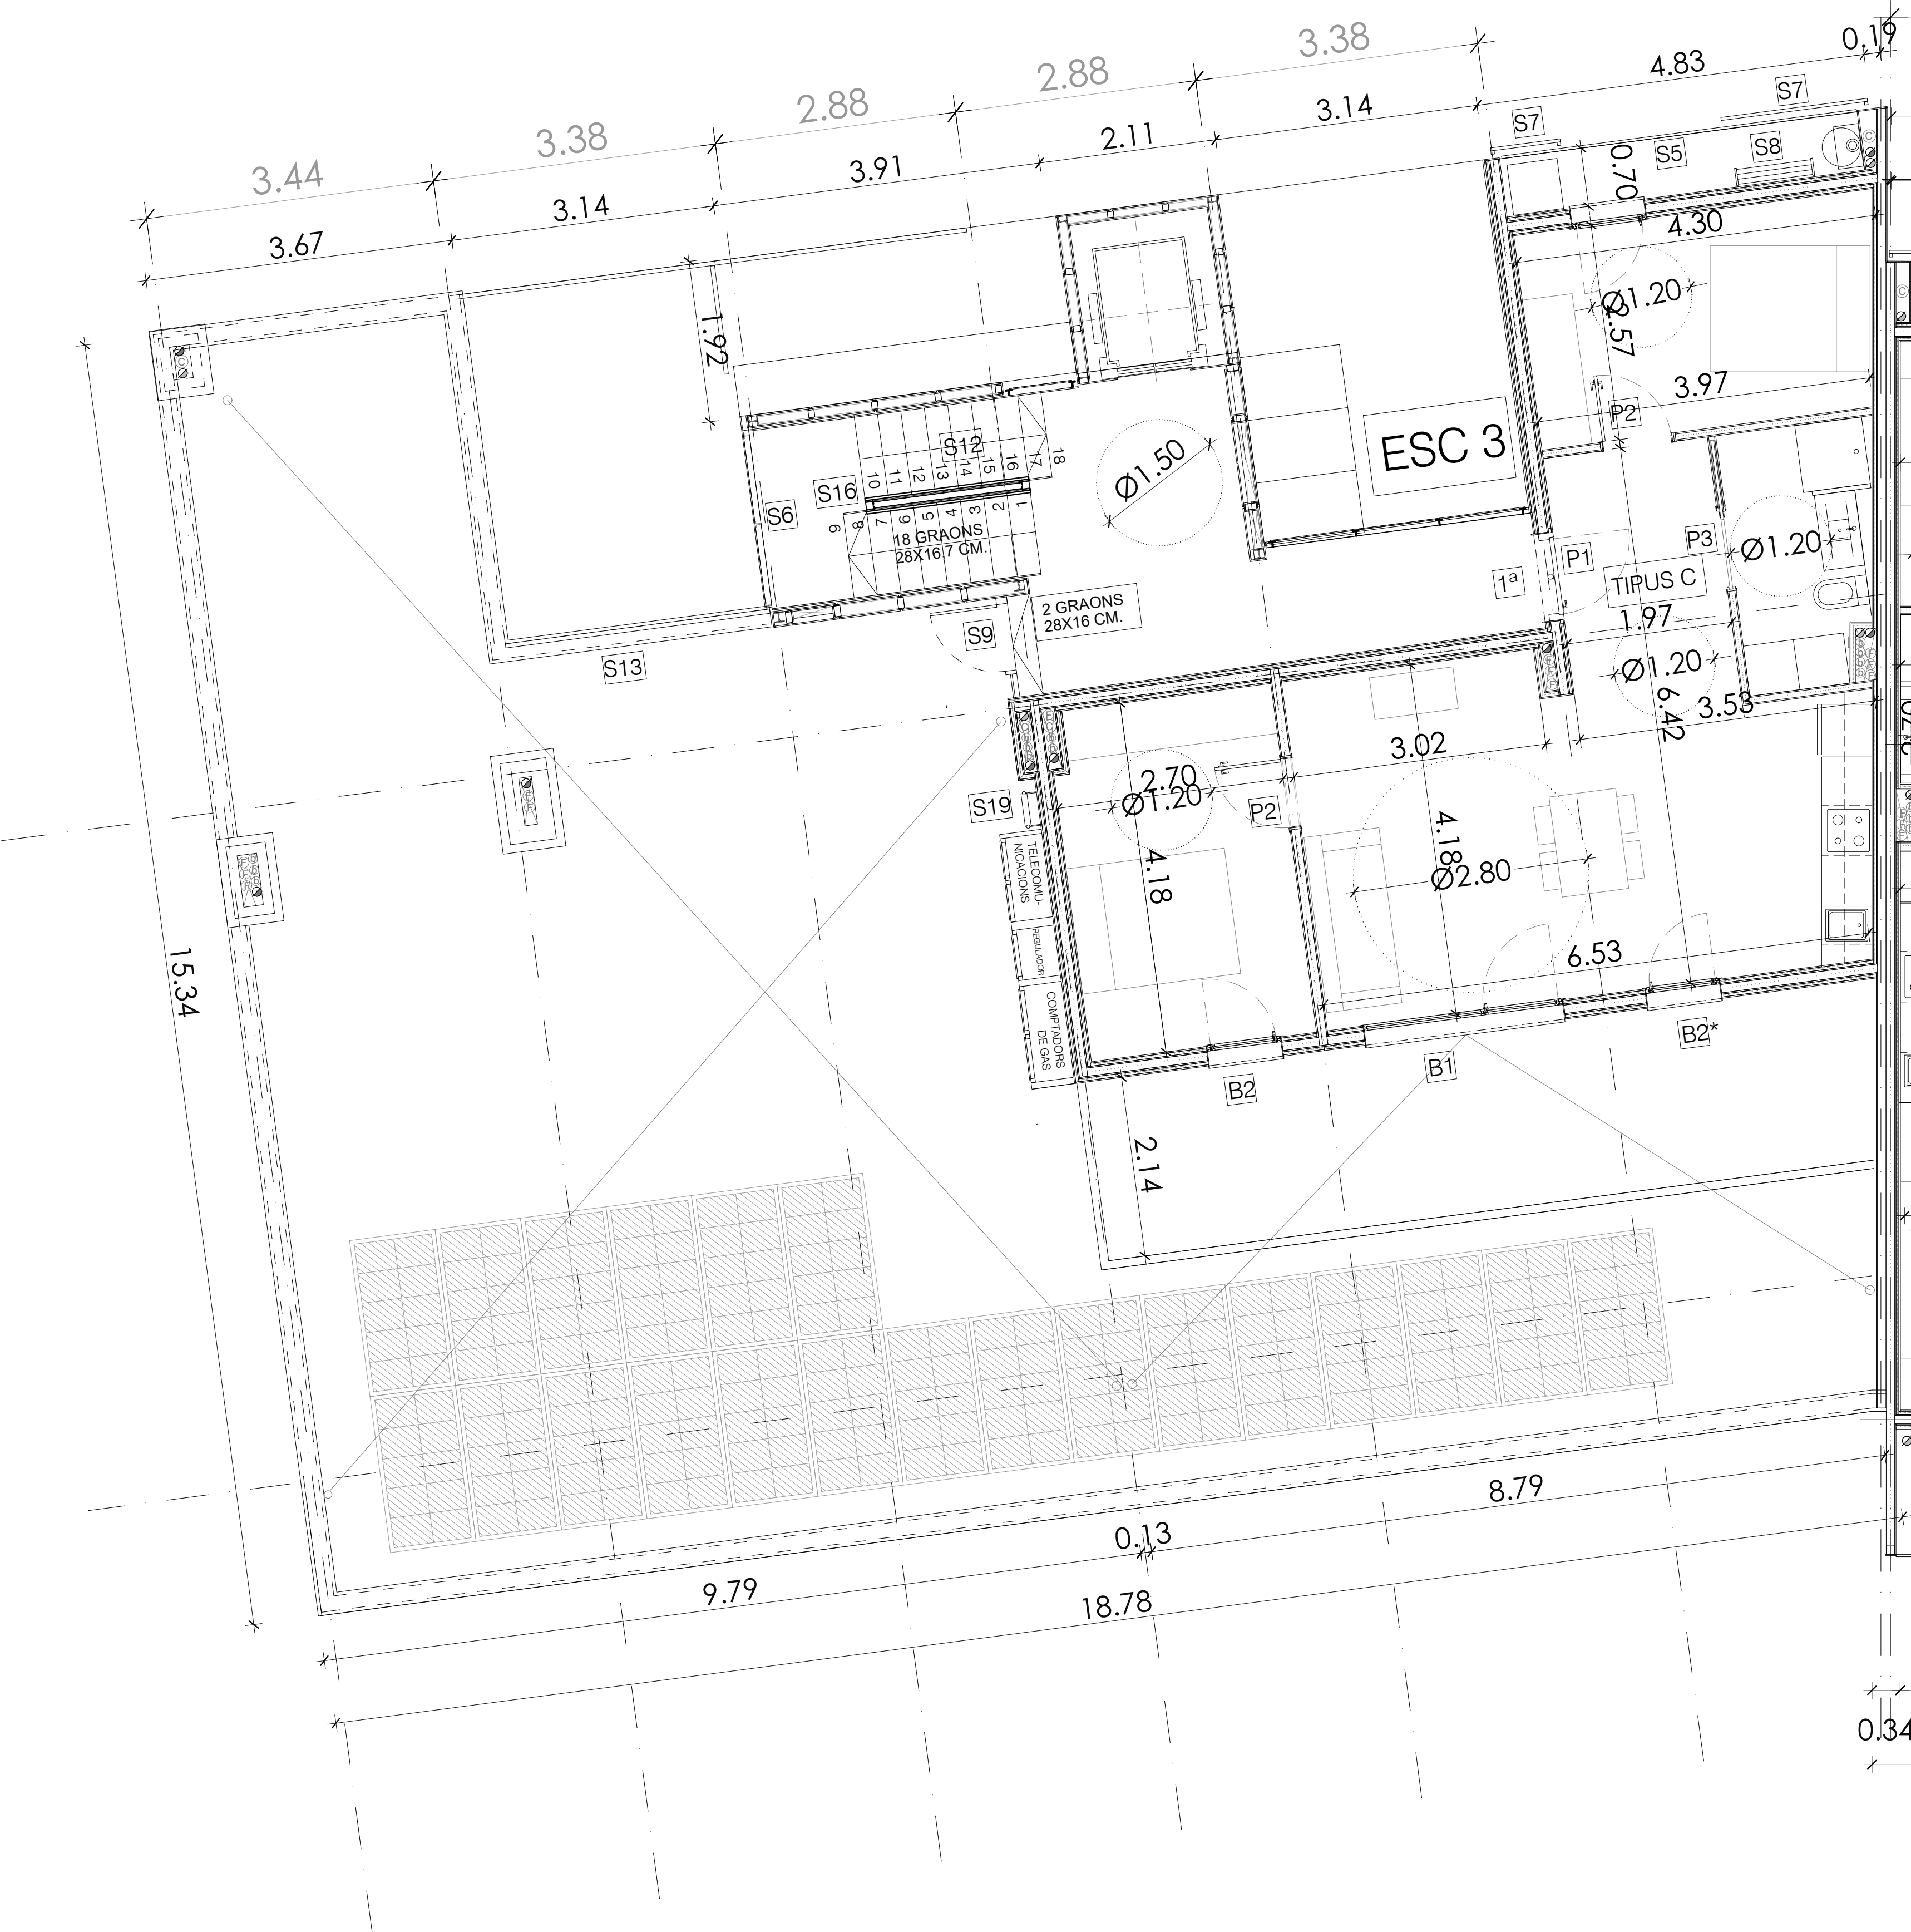 0.19
3.38
4.83
2.88
S7
2.88
3.14
S7
3.38
2.11
S5
S8
3.44
3.91
0.70
3.14
4.30
3.67
Ø1.20
2.57
1.92
3.97
P2
ESC 3
S12
Ø1.50
18
17
16
15
14
13
12
11
10
S16
S6
9
8
7
6
5
4
3
2
1
18 GRAONS
28X16,7 CM.
P3
Ø1.20
P1
1ª
TIPUS C
2 GRAONS
28X16 CM.
1.97
S9
S13
Ø1.20
6.42
3.53
3.02
2.70
Ø1.20
S19
P2
4.18
4.18
Ø2.80
TELECOMU-
NICACIONS
REGULADOR
COMPTADORS
DE GAS
15.34
6.53
B2*
B1
B2
2.14
8.79
0.13
9.79
18.78
0.34